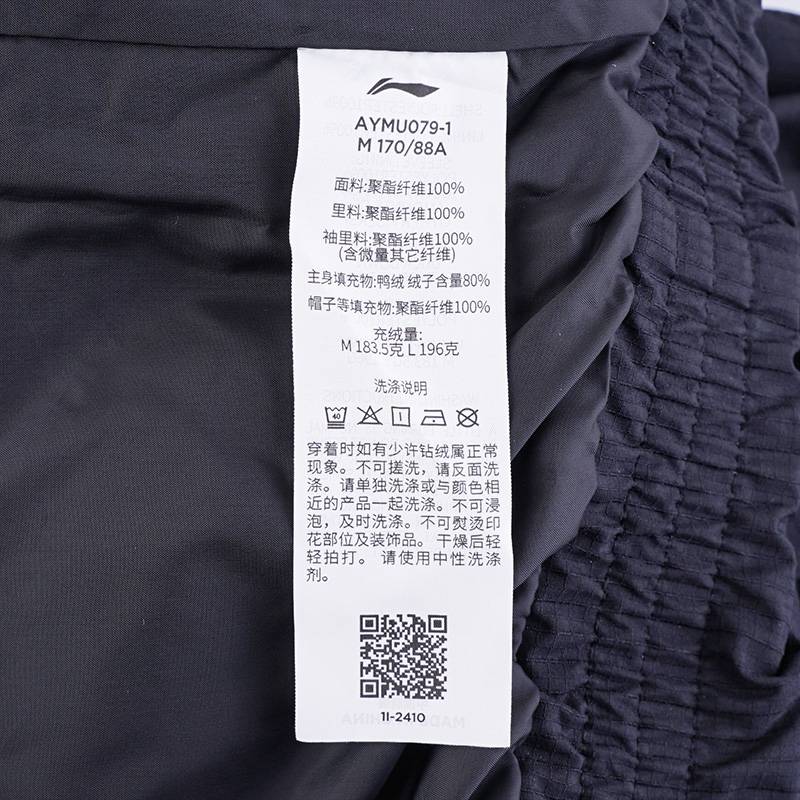 AYMU079-1
M 170/88A
面料:聚酯纤维100%
里料:聚酯纤维100%
袖里料:聚酯纤维100%
(含微量其它纤维)
主身填充物:鸭绒 绒子含量80%
帽子等填充物:聚酯纤维100%
充绒量:
M 183.5克 L 196克
洗涤说明
40
穿着时如有少许钻绒属正常
现象。不可搓洗,请反面洗
涤。请单独洗涤或与颜色相
近的产品一起洗涤。不可浸
泡，及时洗涤。不可熨烫印
花部位及装饰品。干燥后轻
轻拍打。请使用中性洗涤
剂。
1I-2410